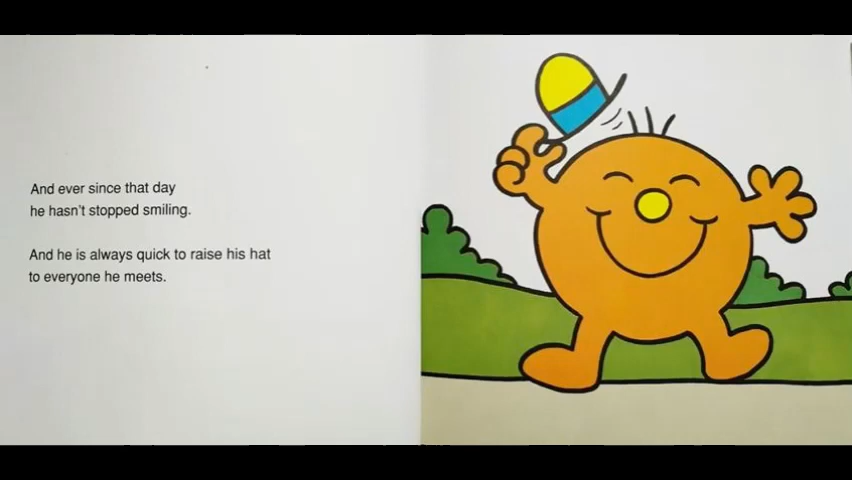 And ever since that day
he hasn't stopped smiling.
And he is always quick to raise his hat
to everyone he meets.